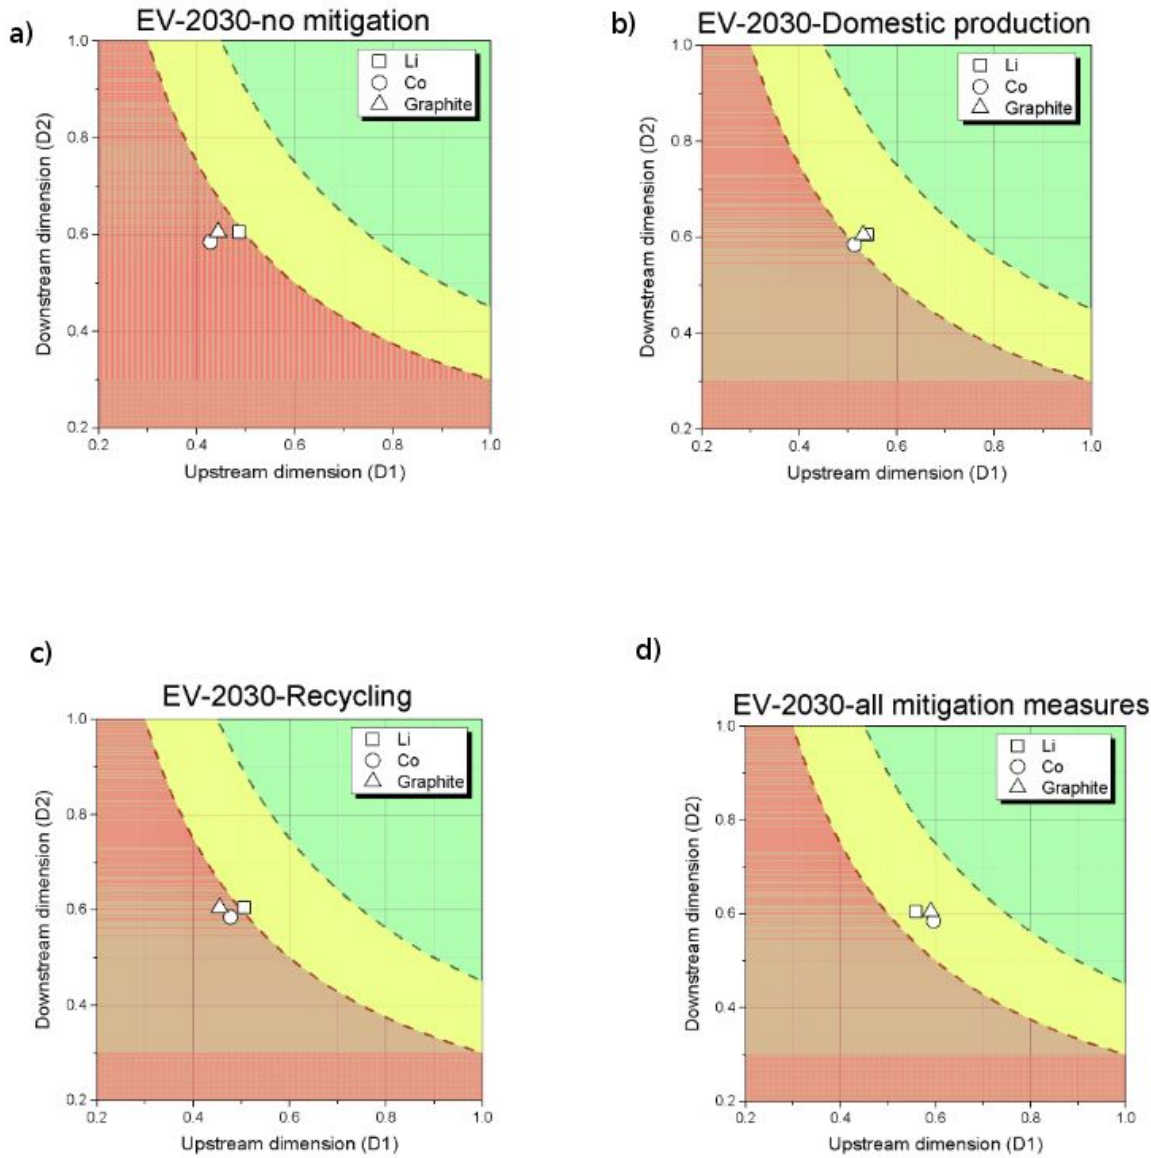 a)
EV-2030-no mitigation
Li
Co
Graphite
1.0
0.8
0.6
0.4
0.2
0.2
0.4
0.6
0.8
1.0
Downstream dimension (D2)
Upstream dimension (D1)
b)
EV-2030-Domestic production
Li
Co
Graphite
1.0
0.8
0.6
0.4
0.2
0.2
0.4
0.6
0.8
1.0
Downstream dimension (D2)
Upstream dimension (D1)
c)
EV-2030-Recycling
Li
Co
Graphite
1.0
0.8
0.6
0.4
0.2
0.2
0.4
0.6
0.8
1.0
Downstream dimension (D2)
Upstream dimension (D1)
d)
EV-2030-all mitigation measures
Li
Co
Graphite
1.0
0.8
0.6
0.4
0.2
0.2
0.4
0.6
0.8
1.0
Downstream dimension (D2)
Upstream dimension (D1)